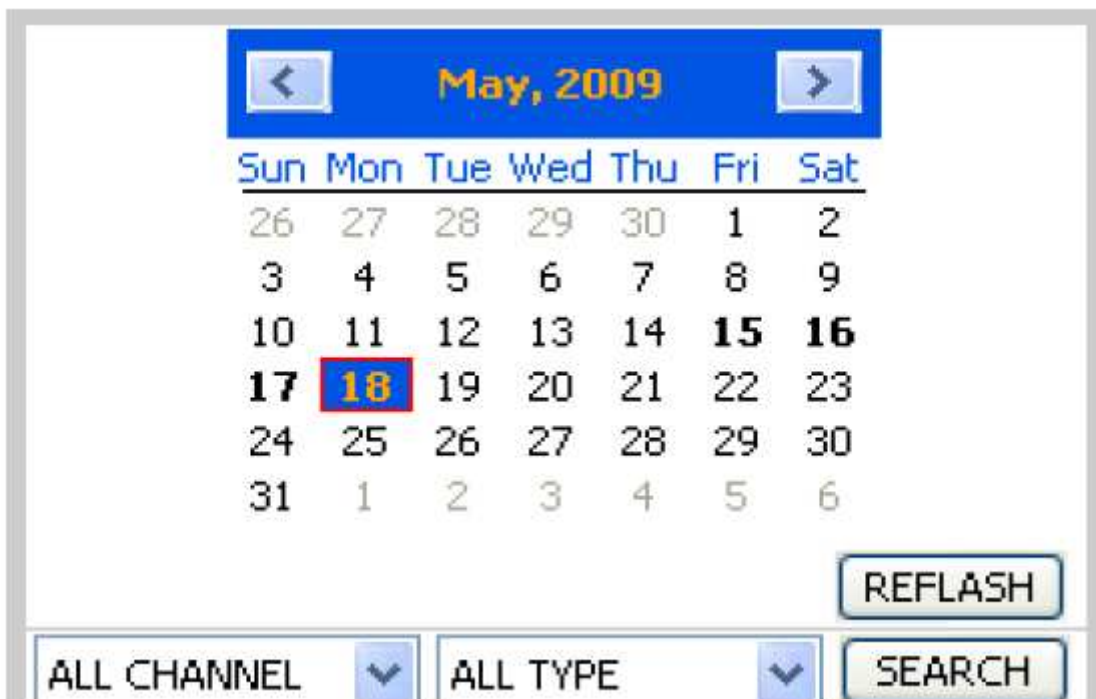 May, 2009
Sun Mon Tue Wed Thu Fri Sat
26 27 28 29 30 1 2
3 4 5 6 7 8 9
10 11 12 13 14 15 16
17 18 19 20 21 22 23
24 25 26 27 28 29 30
31 1 2 3 4 5 6
REFLASH
ALL CHANNEL ALL TYPE SEARCH